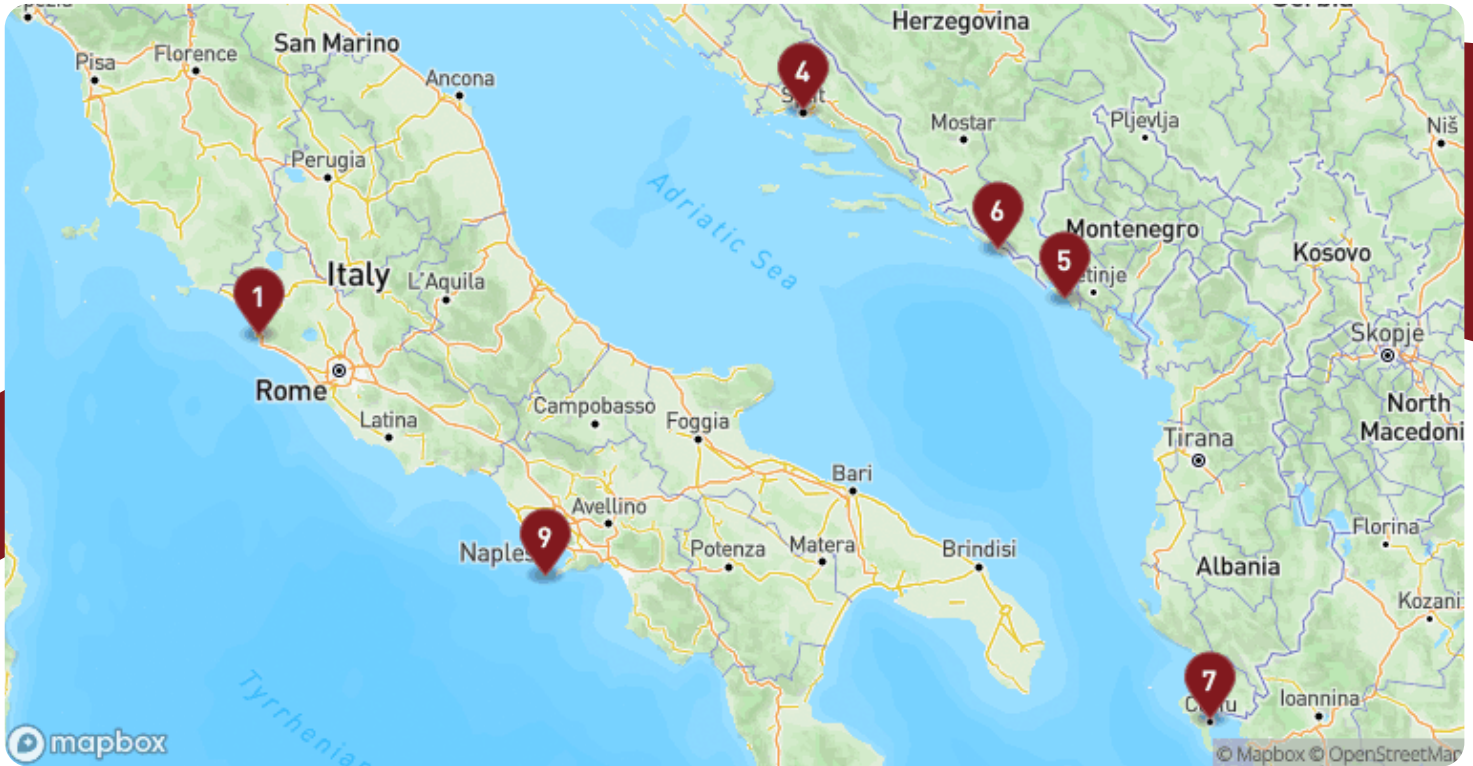 Herzegovina
San Marino
Florence
Pisa
Ancona
4
Mostar
Pljevlja
Niš
Perugia
Adriatic Sea
6
Montenegro
5
Kosovo
Italy
L'Aquila
1
Skopje
Rome
Campobasso
Latina
Foggia
North
Macedoni
Tirana
Bari
Avellino
9
Naples
Potenza
Matera
Brindisi
Florina
Albania
Kozani
7
Ioannina
Tyrrhenian
mapbox
© Mapbox © OpenStreetMap